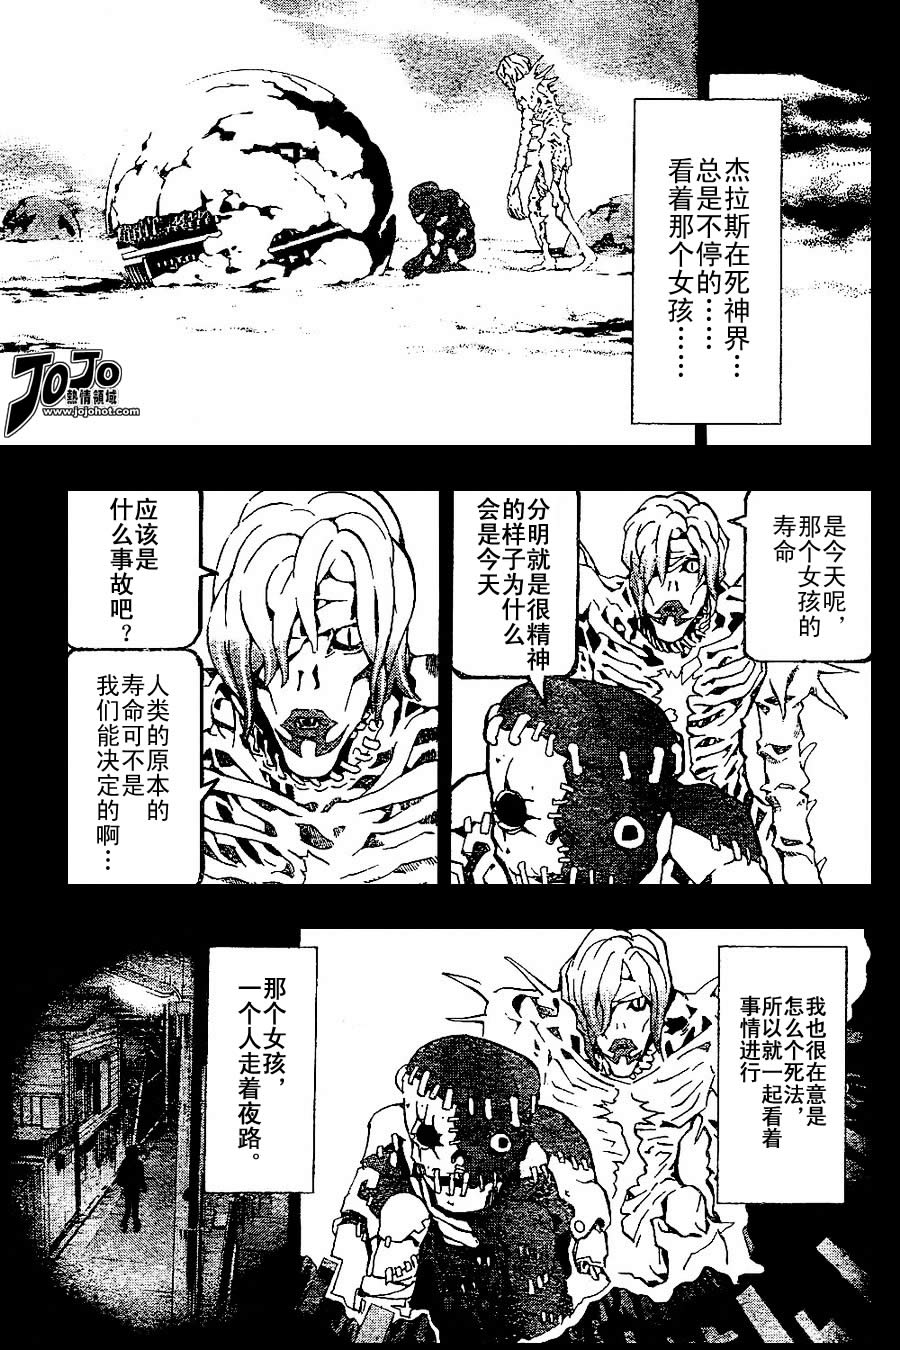 杰拉斯在死神界…
总是不停的……
看着那个女孩………
JOJO
熱情領域
www.jojohot.com
是今天呢，
那个女孩的
寿命
分明就是很精神
的样子为什么
会是今天
应该是
什么事故吧？
人类的原本的
寿命可不是
我们能决定的啊…
我也很在意是
怎么个死法，
所以就一起看着
事情进行
那个女孩，
一个人走着夜路。